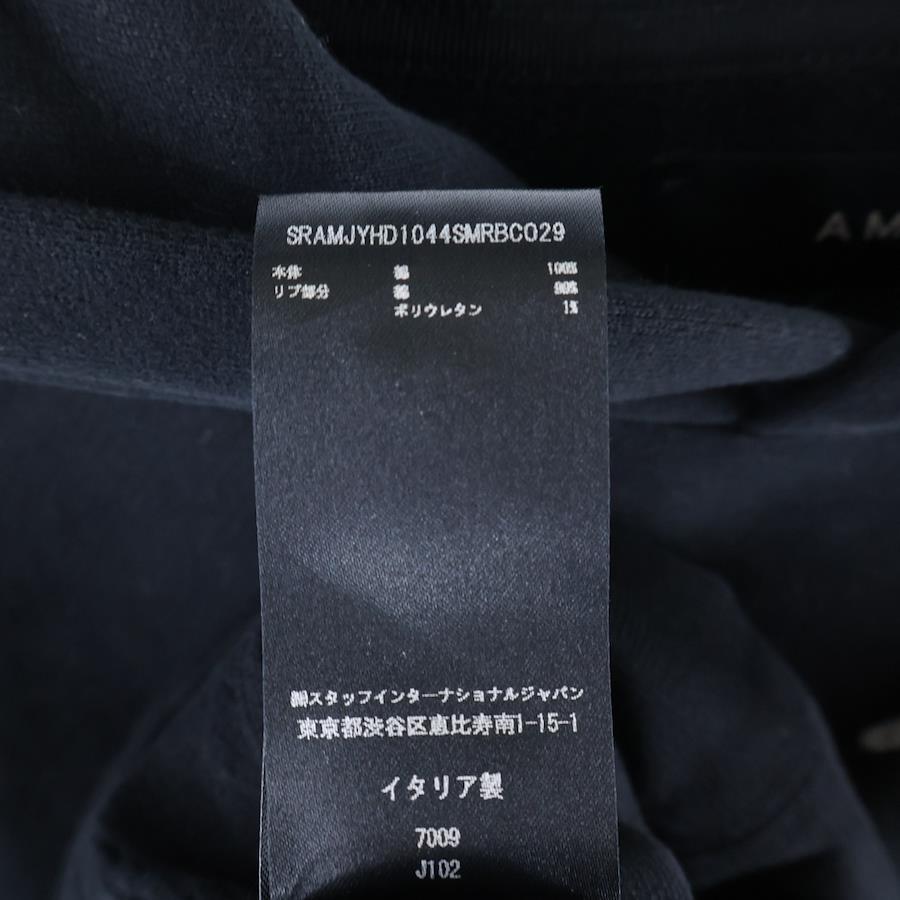 SRAMJYHD1044SMRBC029
本体 綿 100%
リブ部分 綿 99%
ポリウレタン 1%
AM
㈱スタッフインターナショナルジャパン
東京都渋谷区恵比寿南1-15-1
イタリア製
7009
J102